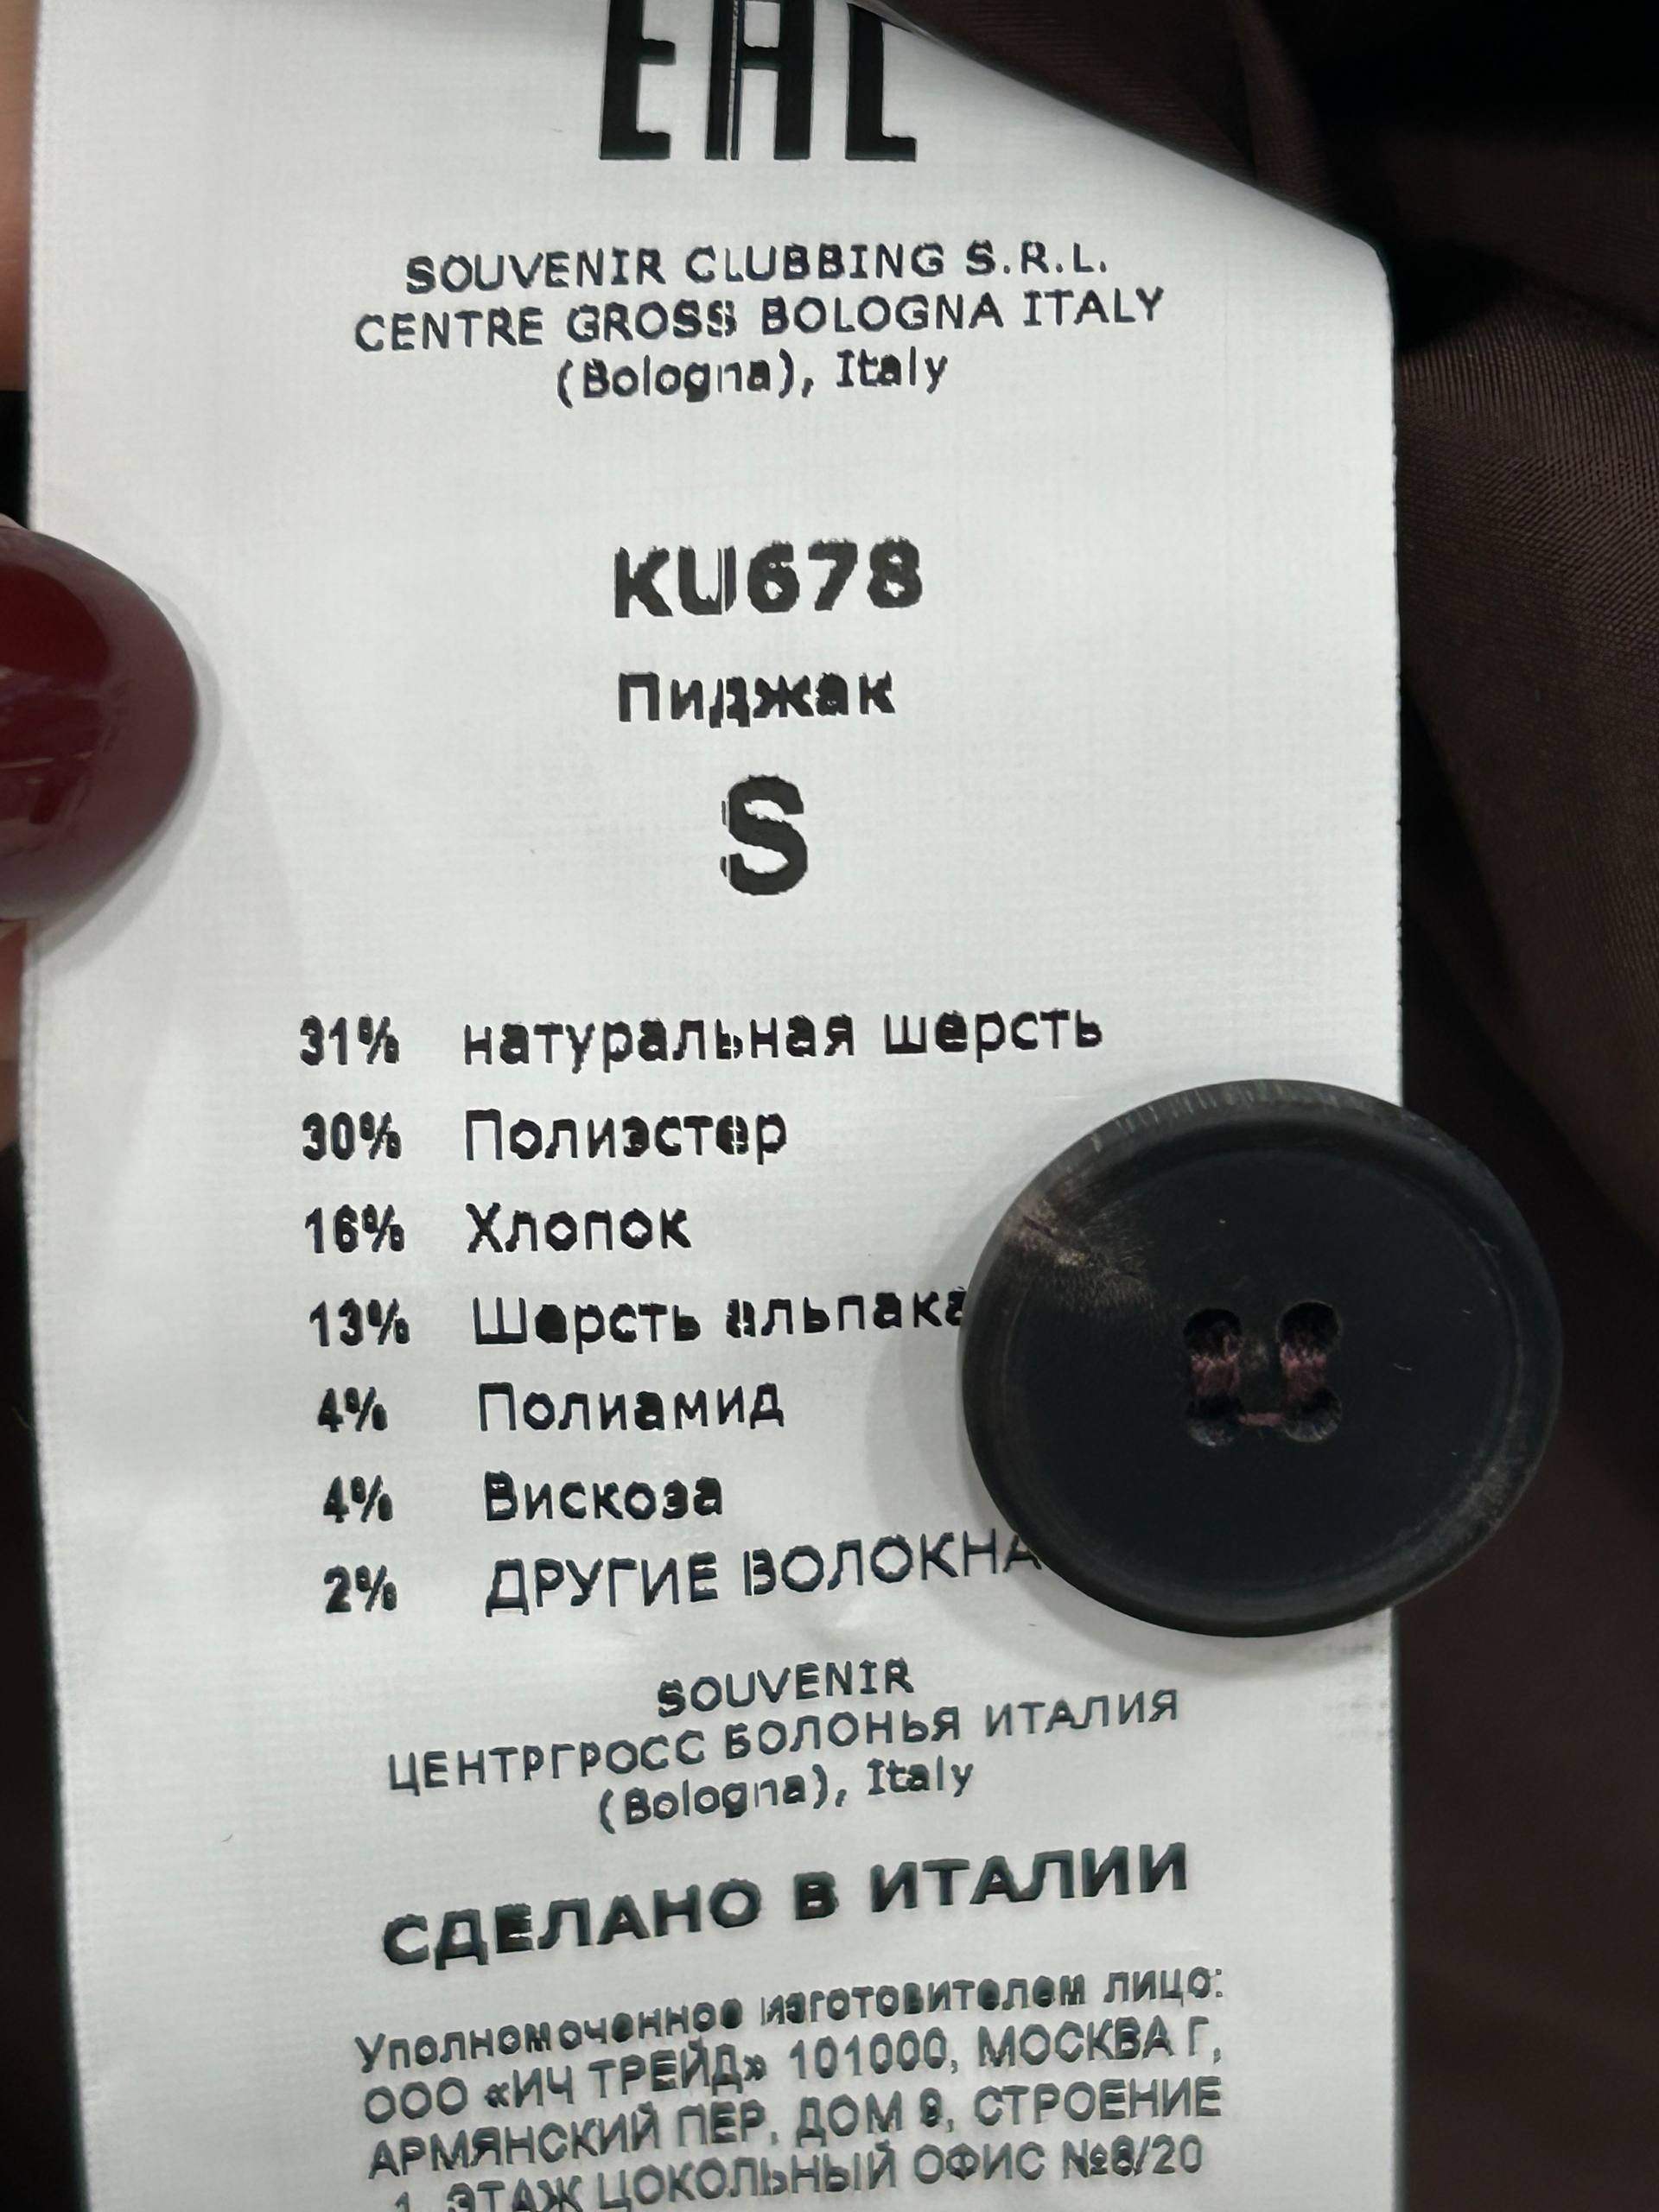 EAC
SOUVENIR CLUBBING S.R.L.
CENTRE GROSS BOLOGNA ITALY
(Bologna), Italy
KU678
Пиджак
S
31% натуральная шерсть
30% Полиэстер
16% Хлопок
13% Шерсть альпака
4% Полиамид
4% Вискоза
2% ДРУГИЕ ВОЛОКНА
SOUVENIR
ЦЕНТРГРОСС БОЛОНЬЯ ИТАЛИЯ
(Bologna), Italy
СДЕЛАНО В ИТАЛИИ
Уполномоченное изготовителем лицо:
ООО «ИЧ ТРЕЙД» 101000, МОСКВА Г,
АРМЯНСКИЙ ПЕР, ДОМ 9, СТРОЕНИЕ
1, ЭТАЖ ЦОКОЛЬНЫЙ ОФИС